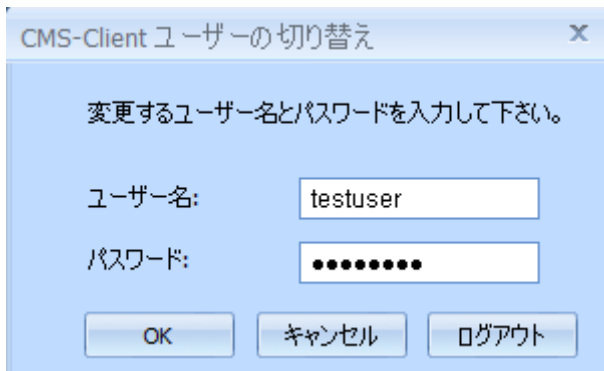 CMS-Client ユーザーの切り替え
変更するユーザー名とパスワードを入力して下さい。
ユーザー名: testuser
パスワード: ●●●●●●●●
OK キャンセル ログアウト